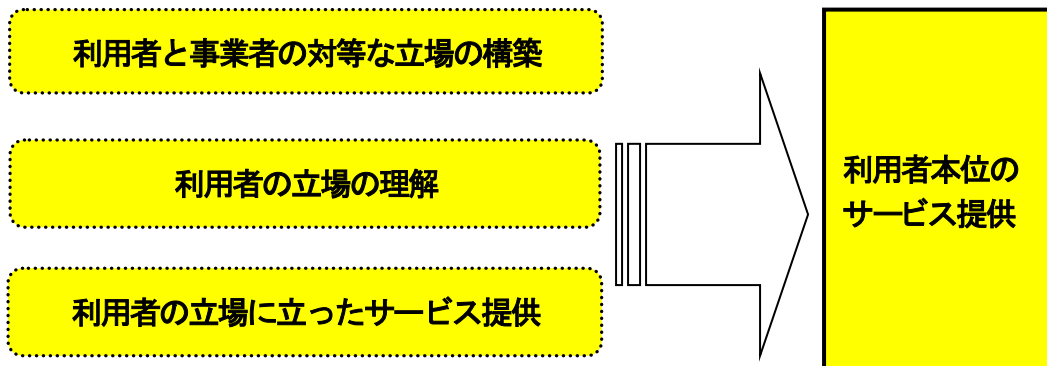 利用者と事業者の対等な立場の構築
利用者の立場の理解
利用者の立場に立ったサービス提供
利用者本位の
サービス提供